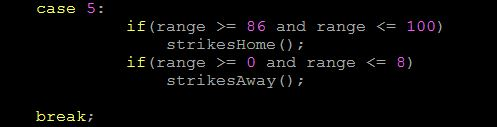 case 5:
if(range >= 86 and range <= 100)
strikesHome();
if(range >= 0 and range <= 8)
strikesAway();
break;